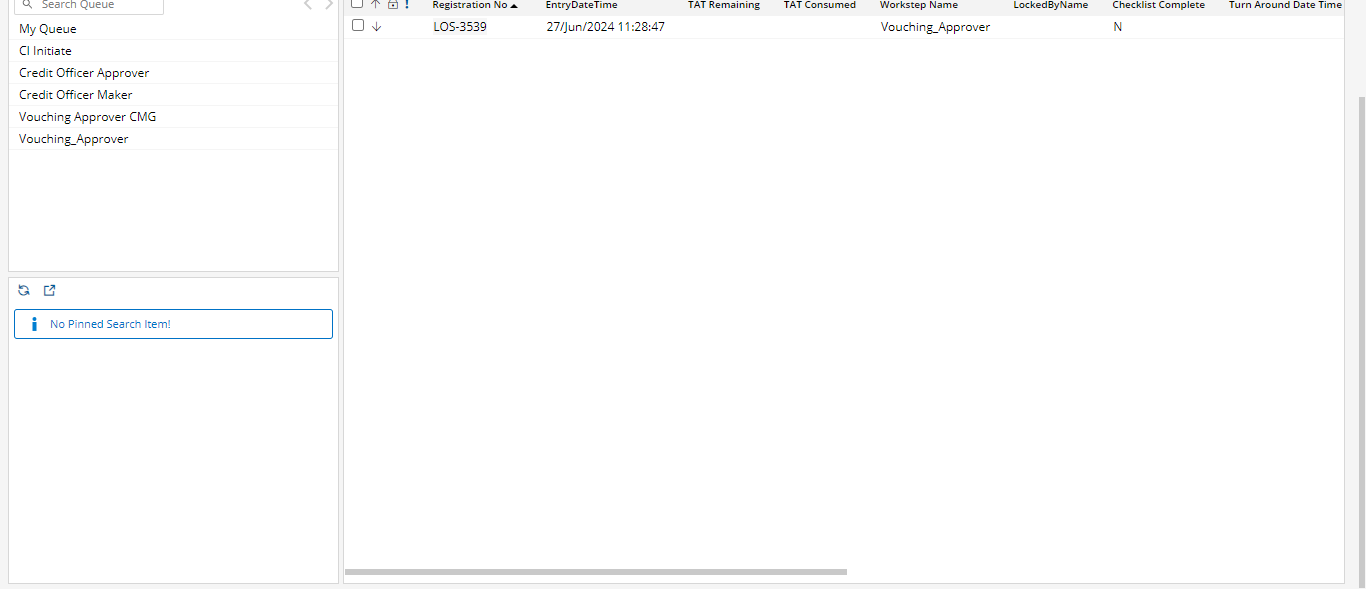 Search Queue
My Queue
CI Initiate
Credit Officer Approver
Credit Officer Maker
Vouching Approver CMG
Vouching_Approver
No Pinned Search Item!
Registration No EntryDateTime TAT Remaining TAT Consumed Workstep Name LockedByName Checklist Complete Turn Around Date Time
LOS-3539 27/Jun/2024 11:28:47 Vouching_Approver N